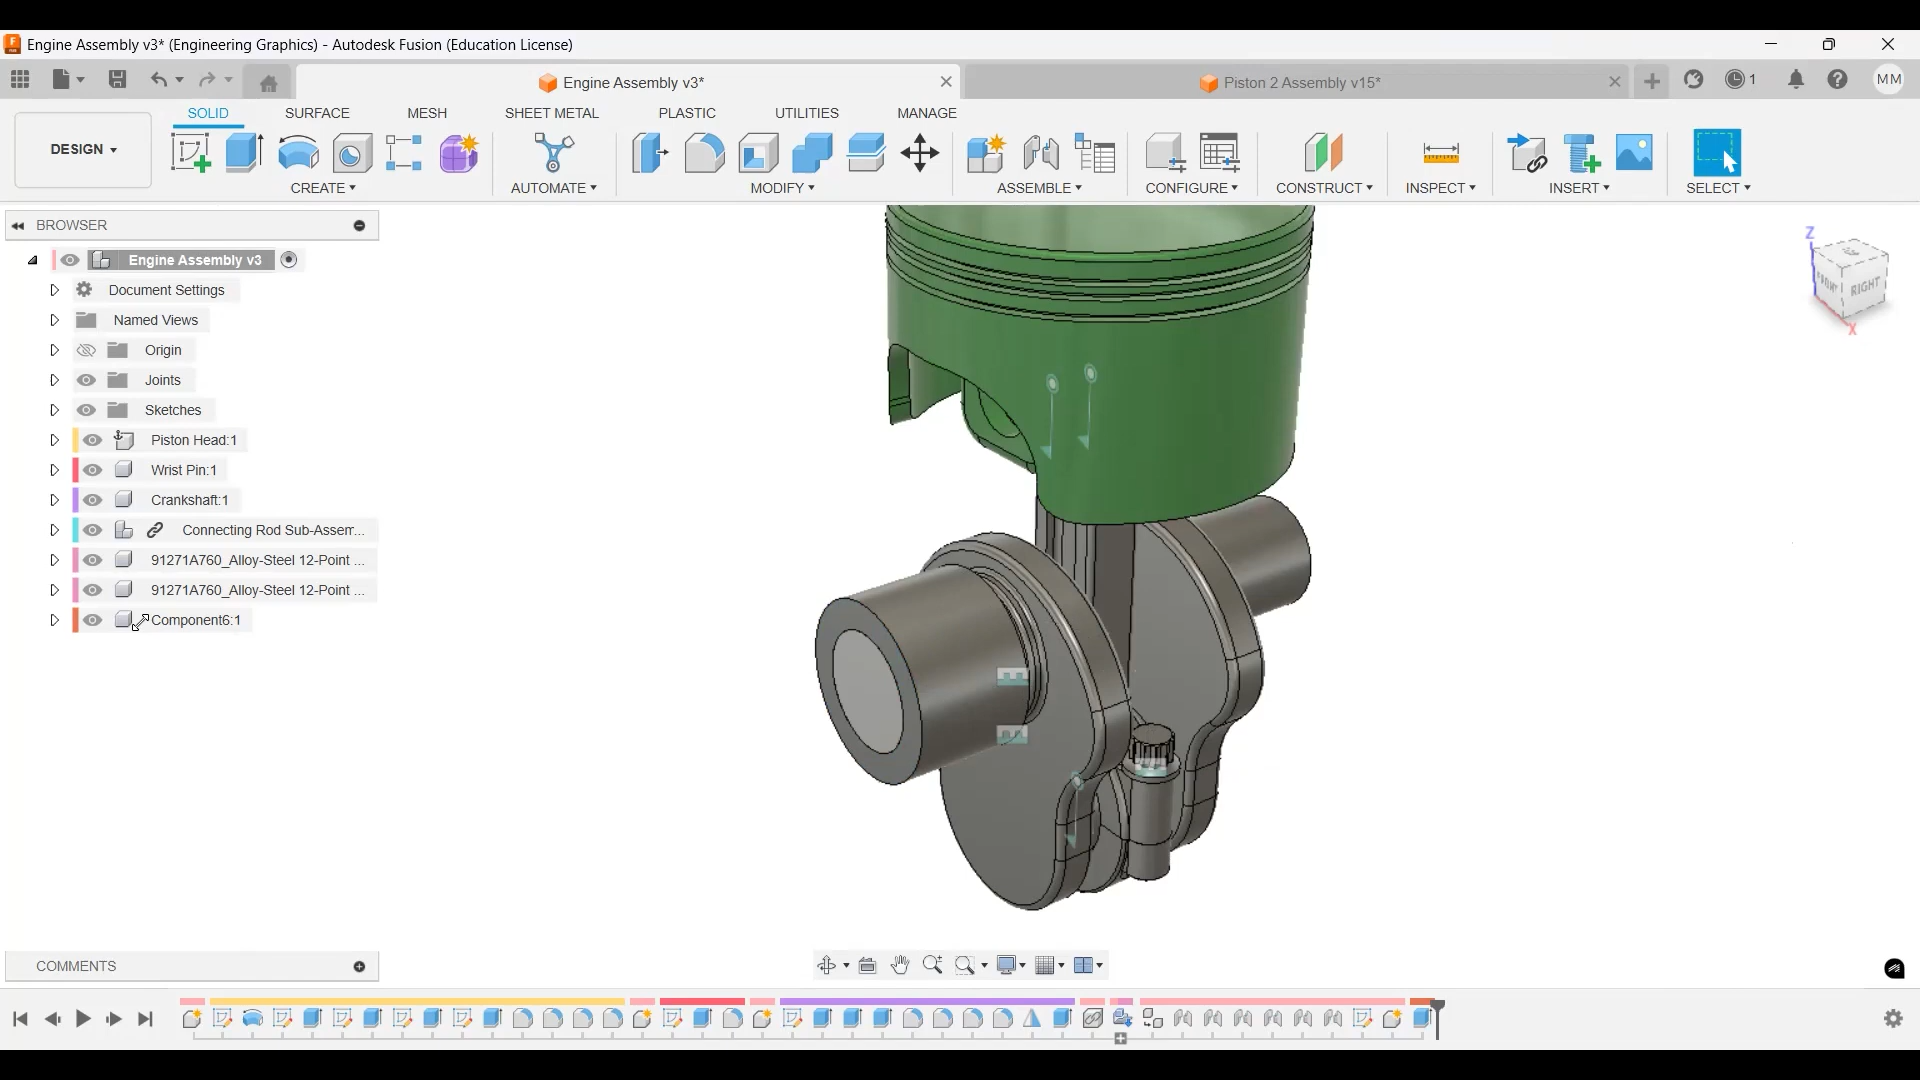 Engine Assembly v3* (Engineering Graphics) - Autodesk Fusion (Education License)
Engine Assembly v3*
Piston 2 Assembly v15*
1
MM
SOLID
SURFACE
MESH
SHEET METAL
PLASTIC
UTILITIES
MANAGE
DESIGN
CREATE
AUTOMATE
MODIFY
ASSEMBLE
CONFIGURE
CONSTRUCT
INSPECT
INSERT
SELECT
BROWSER
Engine Assembly v3
Document Settings
Named Views
Origin
Joints
Sketches
Piston Head:1
Wrist Pin:1
Crankshaft:1
Connecting Rod Sub-Assem...
91271A760_Alloy-Steel 12-Point ...
91271A760_Alloy-Steel 12-Point ...
Component6:1
Z
FRONT
RIGHT
X
COMMENTS